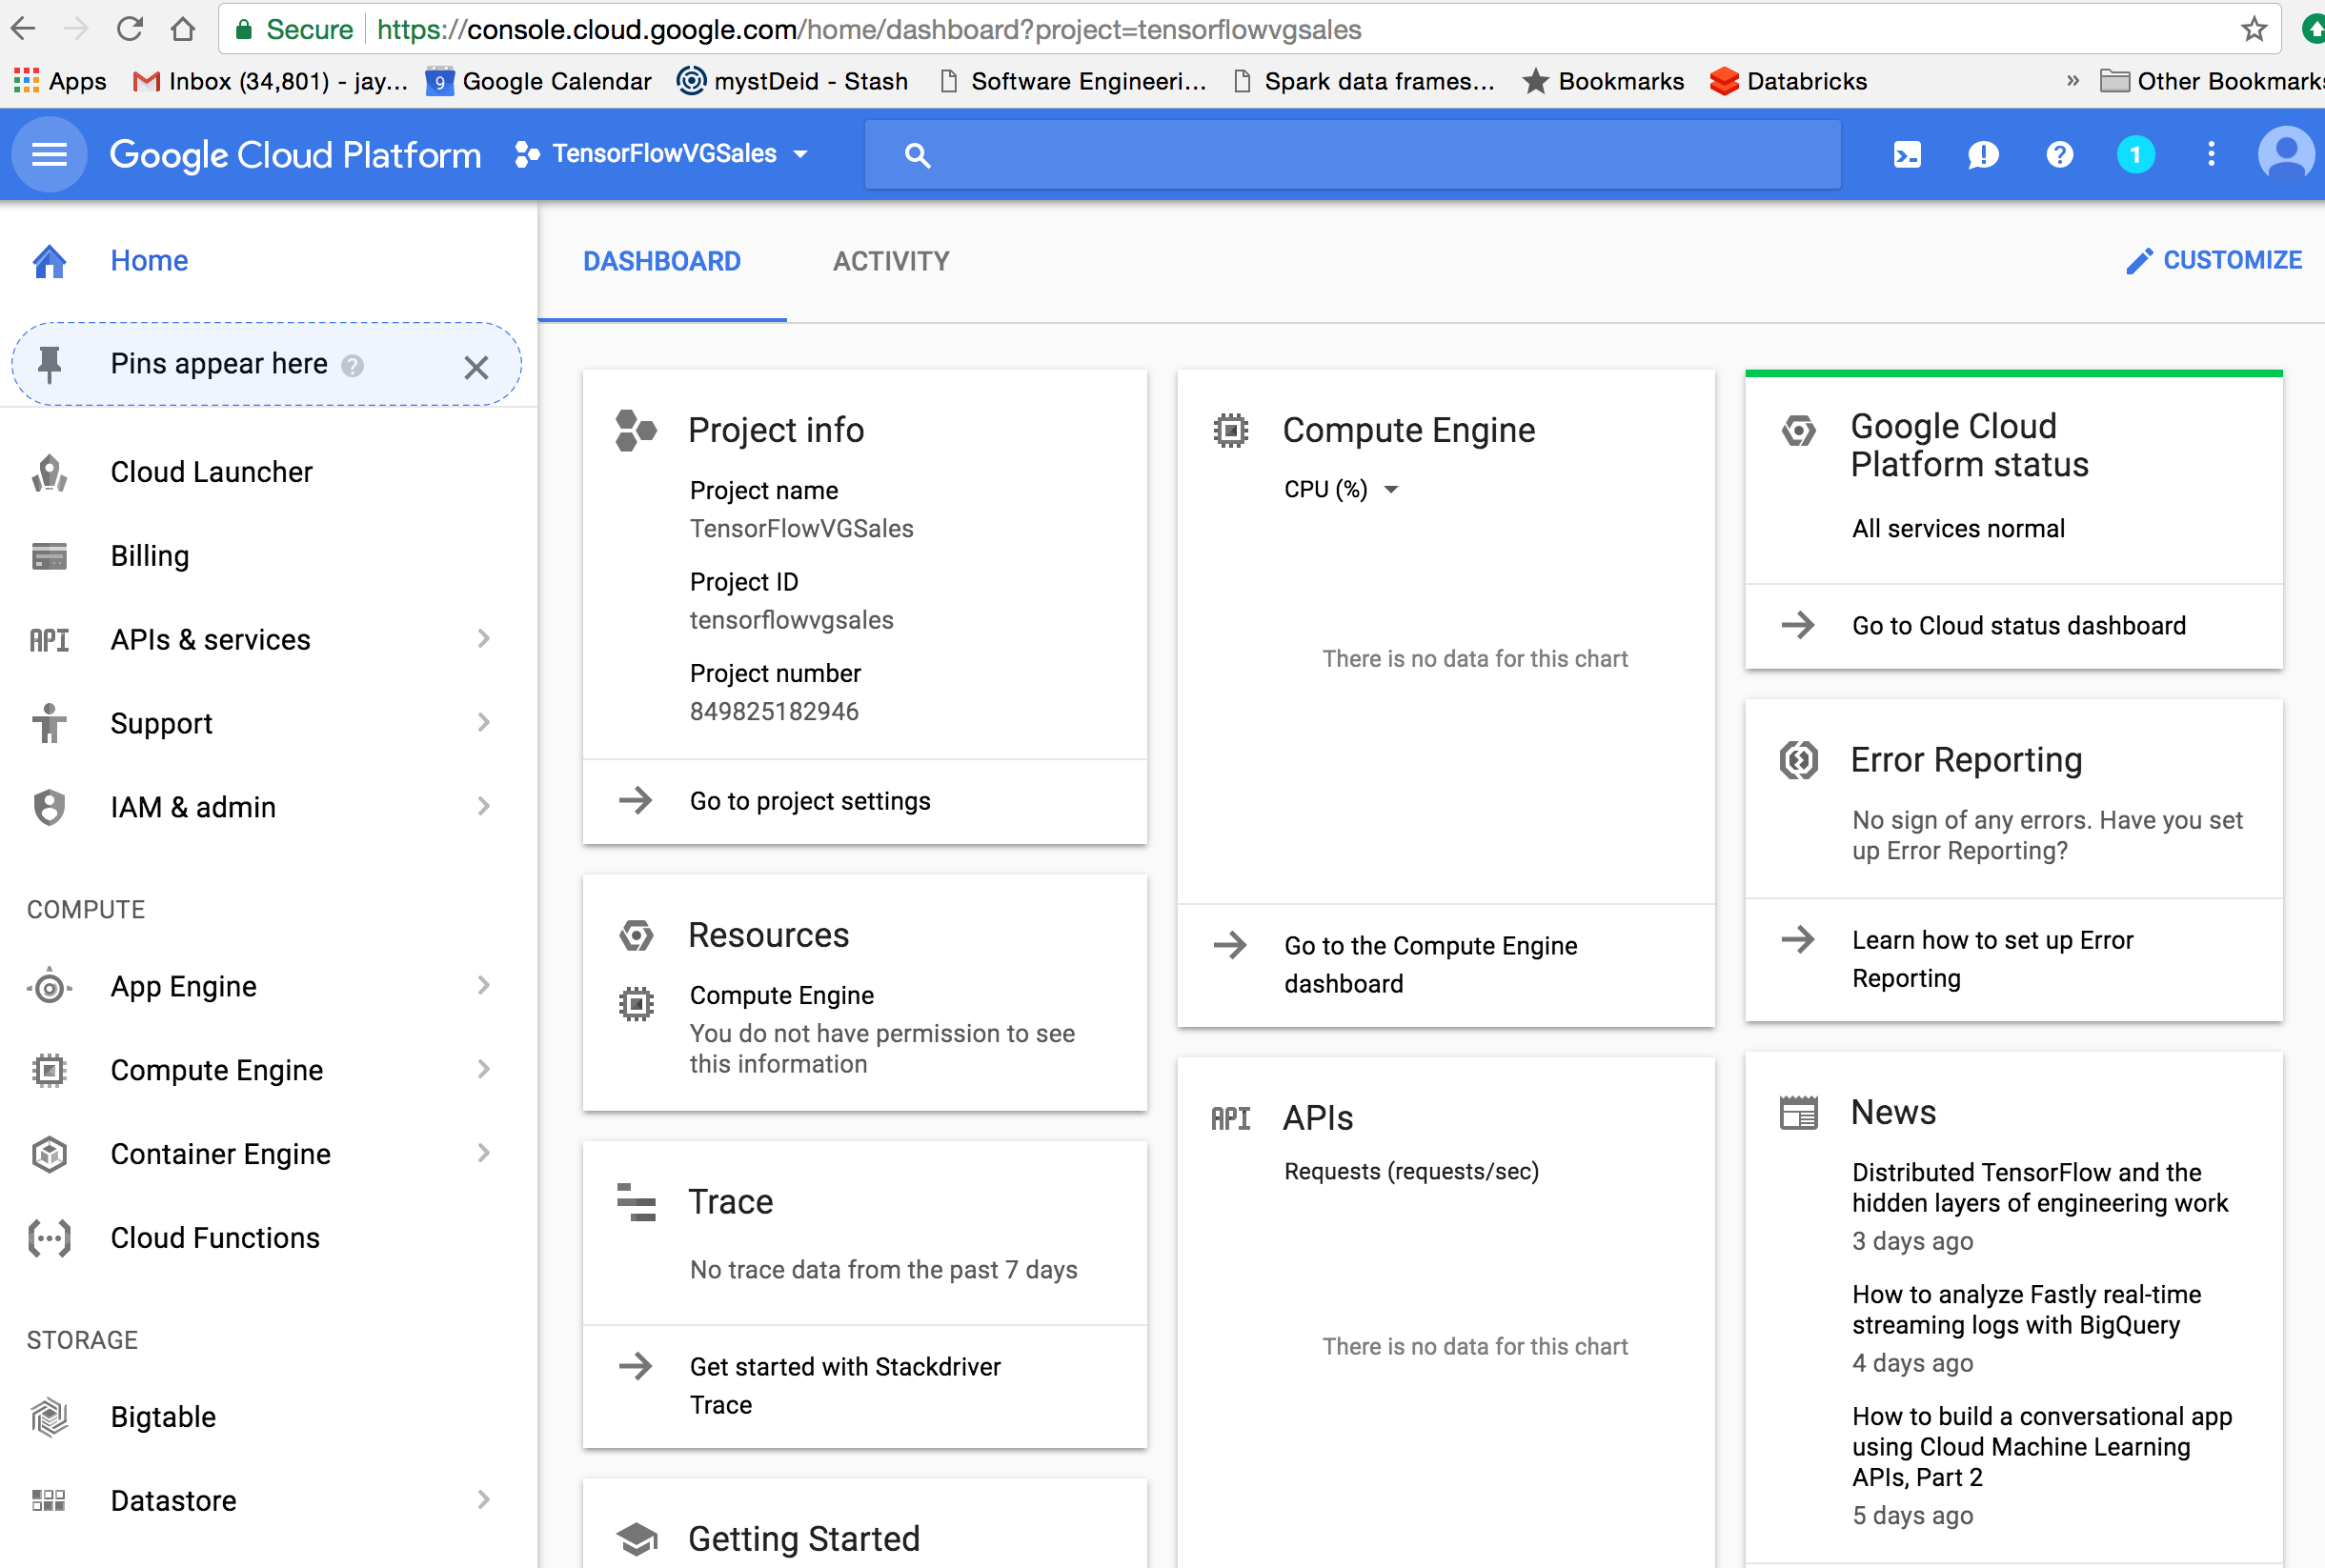 Secure https://console.cloud.google.com/home/dashboard?project=tensorflowvgsales
Apps Inbox (34,801) - jay... 9 Google Calendar mystDeid - Stash Software Engineeri... Spark data frames... Bookmarks Databricks » Other Bookmarks
Google Cloud Platform TensorFlowVGSales 1
Home
Pins appear here
Cloud Launcher
Billing
API APIs & services
Support
IAM & admin
COMPUTE
App Engine
Compute Engine
Container Engine
Cloud Functions
STORAGE
Bigtable
Datastore
DASHBOARD ACTIVITY CUSTOMIZE
Project info
Project name
TensorFlowVGSales
Project ID
tensorflowvgsales
Project number
849825182946
Go to project settings
Resources
Compute Engine
You do not have permission to see
this information
Trace
No trace data from the past 7 days
Get started with Stackdriver
Trace
Getting Started
Compute Engine
CPU (%)
There is no data for this chart
Go to the Compute Engine
dashboard
API APIs
Requests (requests/sec)
There is no data for this chart
Google Cloud
Platform status
All services normal
Go to Cloud status dashboard
Error Reporting
No sign of any errors. Have you set
up Error Reporting?
Learn how to set up Error
Reporting
News
Distributed TensorFlow and the
hidden layers of engineering work
3 days ago
How to analyze Fastly real-time
streaming logs with BigQuery
4 days ago
How to build a conversational app
using Cloud Machine Learning
APIs, Part 2
5 days ago